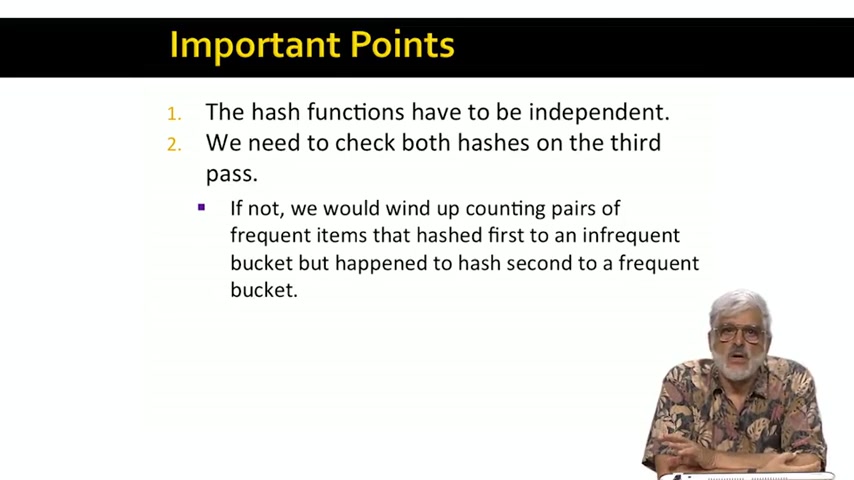 Important Points
1. The hash functions have to be independent.
2. We need to check both hashes on the third
pass.
▪ If not, we would wind up counting pairs of
frequent items that hashed first to an infrequent
bucket but happened to hash second to a frequent
bucket.